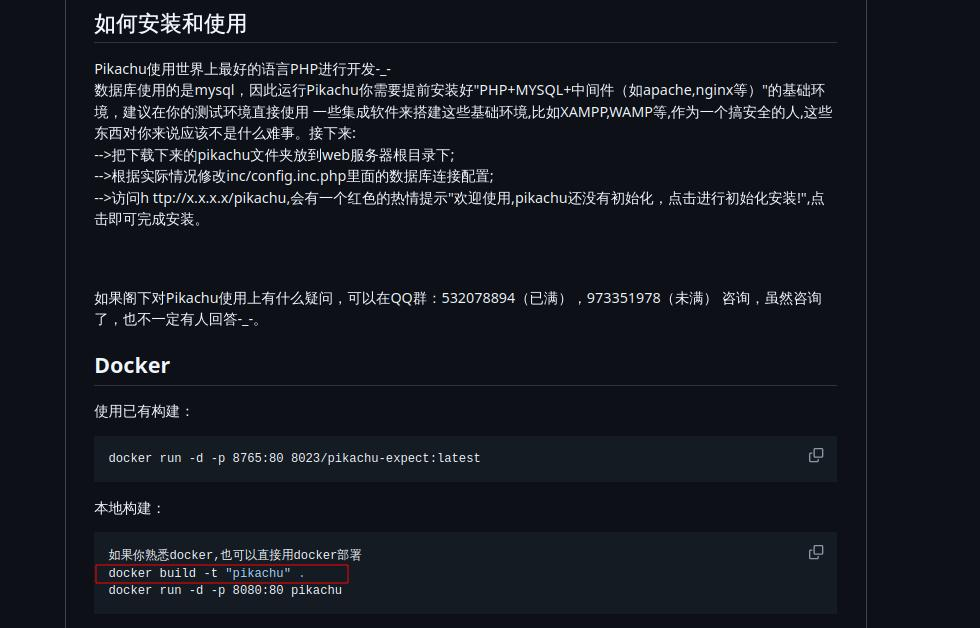 如何安装和使用
Pikachu使用世界上最好的语言PHP进行开发-_-
数据库使用的是mysql，因此运行Pikachu你需要提前安装好"PHP+MYSQL+中间件（如apache,nginx等）"的基础环
境，建议在你的测试环境直接使用 一些集成软件来搭建这些基础环境,比如XAMPP,WAMP等,作为一个搞安全的人,这些
东西对你来说应该不是什么难事。接下来:
-->把下载下来的pikachu文件夹放到web服务器根目录下;
-->根据实际情况修改inc/config.inc.php里面的数据库连接配置;
-->访问h ttp://x.x.x.x/pikachu,会有一个红色的热情提示"欢迎使用,pikachu还没有初始化，点击进行初始化安装!",点
击即可完成安装。
如果阁下对Pikachu使用上有什么疑问，可以在QQ群：532078894（已满），973351978（未满） 咨询，虽然咨询
了，也不一定有人回答-_-。
Docker
使用已有构建：
docker run -d -p 8765:80 8023/pikachu-expect:latest
本地构建：
如果你熟悉docker,也可以直接用docker部署
docker build -t "pikachu" .
docker run -d -p 8080:80 pikachu